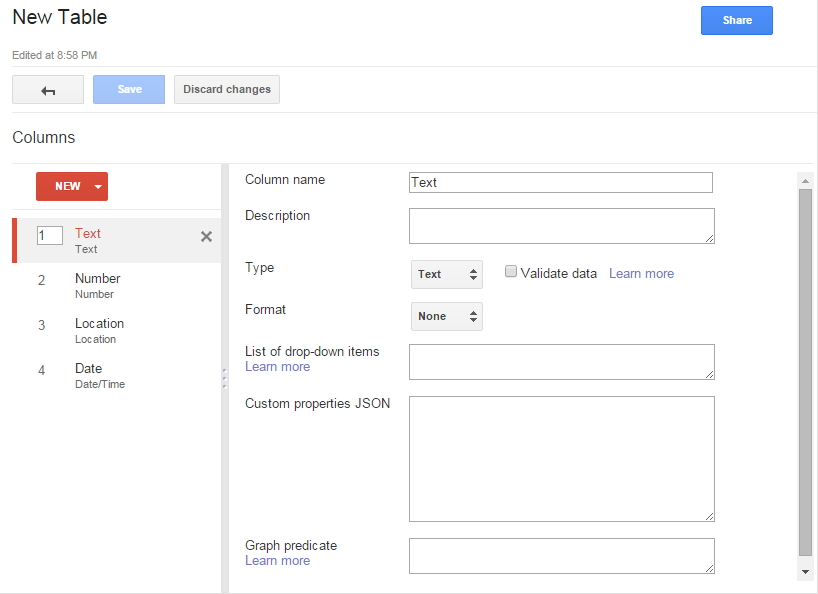 New Table
Share
Edited at 8:58 PM
Save
Discard changes
Columns
NEW
1
Text
Text
2
Number
Number
3
Location
Location
4
Date
Date/Time
Column name
Text
Description
Type
Text
Validate data
Learn more
Format
None
List of drop-down items
Learn more
Custom properties JSON
Graph predicate
Learn more